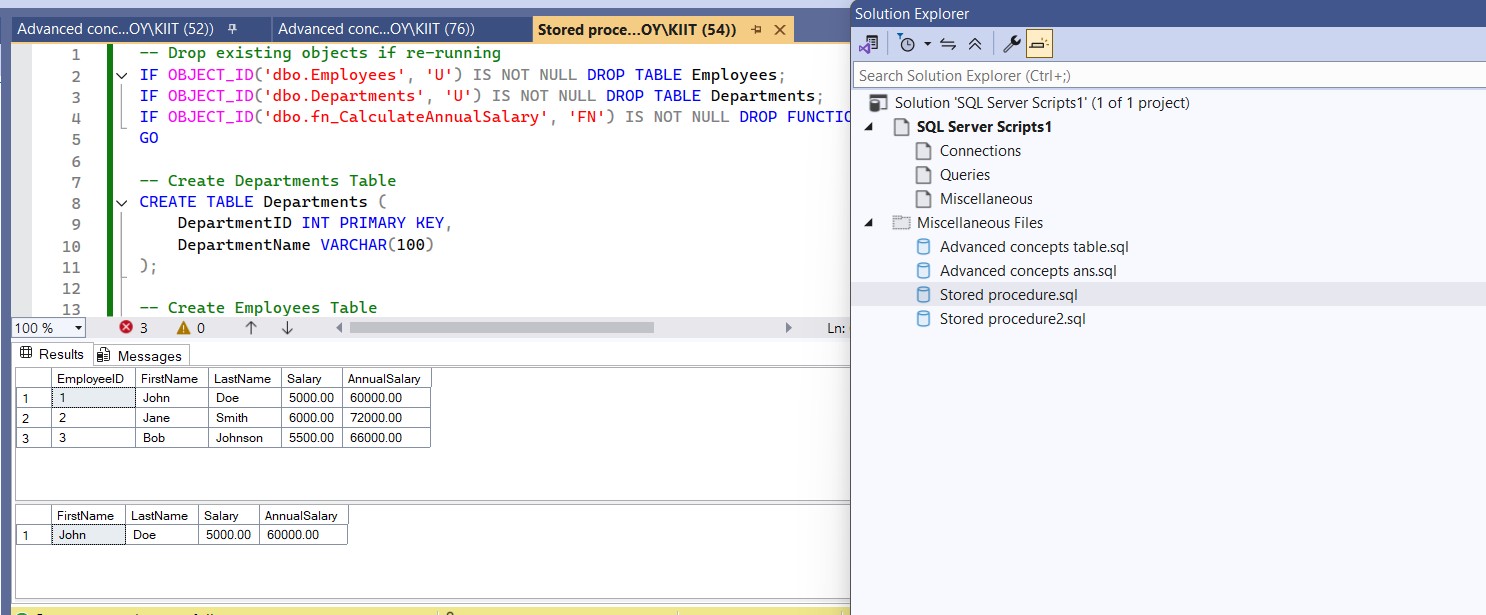 Advanced conc...OY\KIIT (52))
Advanced conc...OY\KIIT (76))
Stored proce...OY\KIIT (54))
1 -- Drop existing objects if re-running
2 IF OBJECT_ID('dbo.Employees', 'U') IS NOT NULL DROP TABLE Employees;
3 IF OBJECT_ID('dbo.Departments', 'U') IS NOT NULL DROP TABLE Departments;
4 IF OBJECT_ID('dbo.fn_CalculateAnnualSalary', 'FN') IS NOT NULL DROP FUNCTIO
5 GO
6
7 -- Create Departments Table
8 CREATE TABLE Departments (
9 DepartmentID INT PRIMARY KEY,
10 DepartmentName VARCHAR(100)
11 );
12
13 -- Create Employees Table
100 % 3 0 Ln:
Results Messages
EmployeeID FirstName LastName Salary AnnualSalary
1 1 John Doe 5000.00 60000.00
2 2 Jane Smith 6000.00 72000.00
3 3 Bob Johnson 5500.00 66000.00
FirstName LastName Salary AnnualSalary
1 John Doe 5000.00 60000.00
Solution Explorer
Search Solution Explorer (Ctrl+;)
Solution 'SQL Server Scripts1' (1 of 1 project)
SQL Server Scripts1
Connections
Queries
Miscellaneous
Miscellaneous Files
Advanced concepts table.sql
Advanced concepts ans.sql
Stored procedure.sql
Stored procedure2.sql